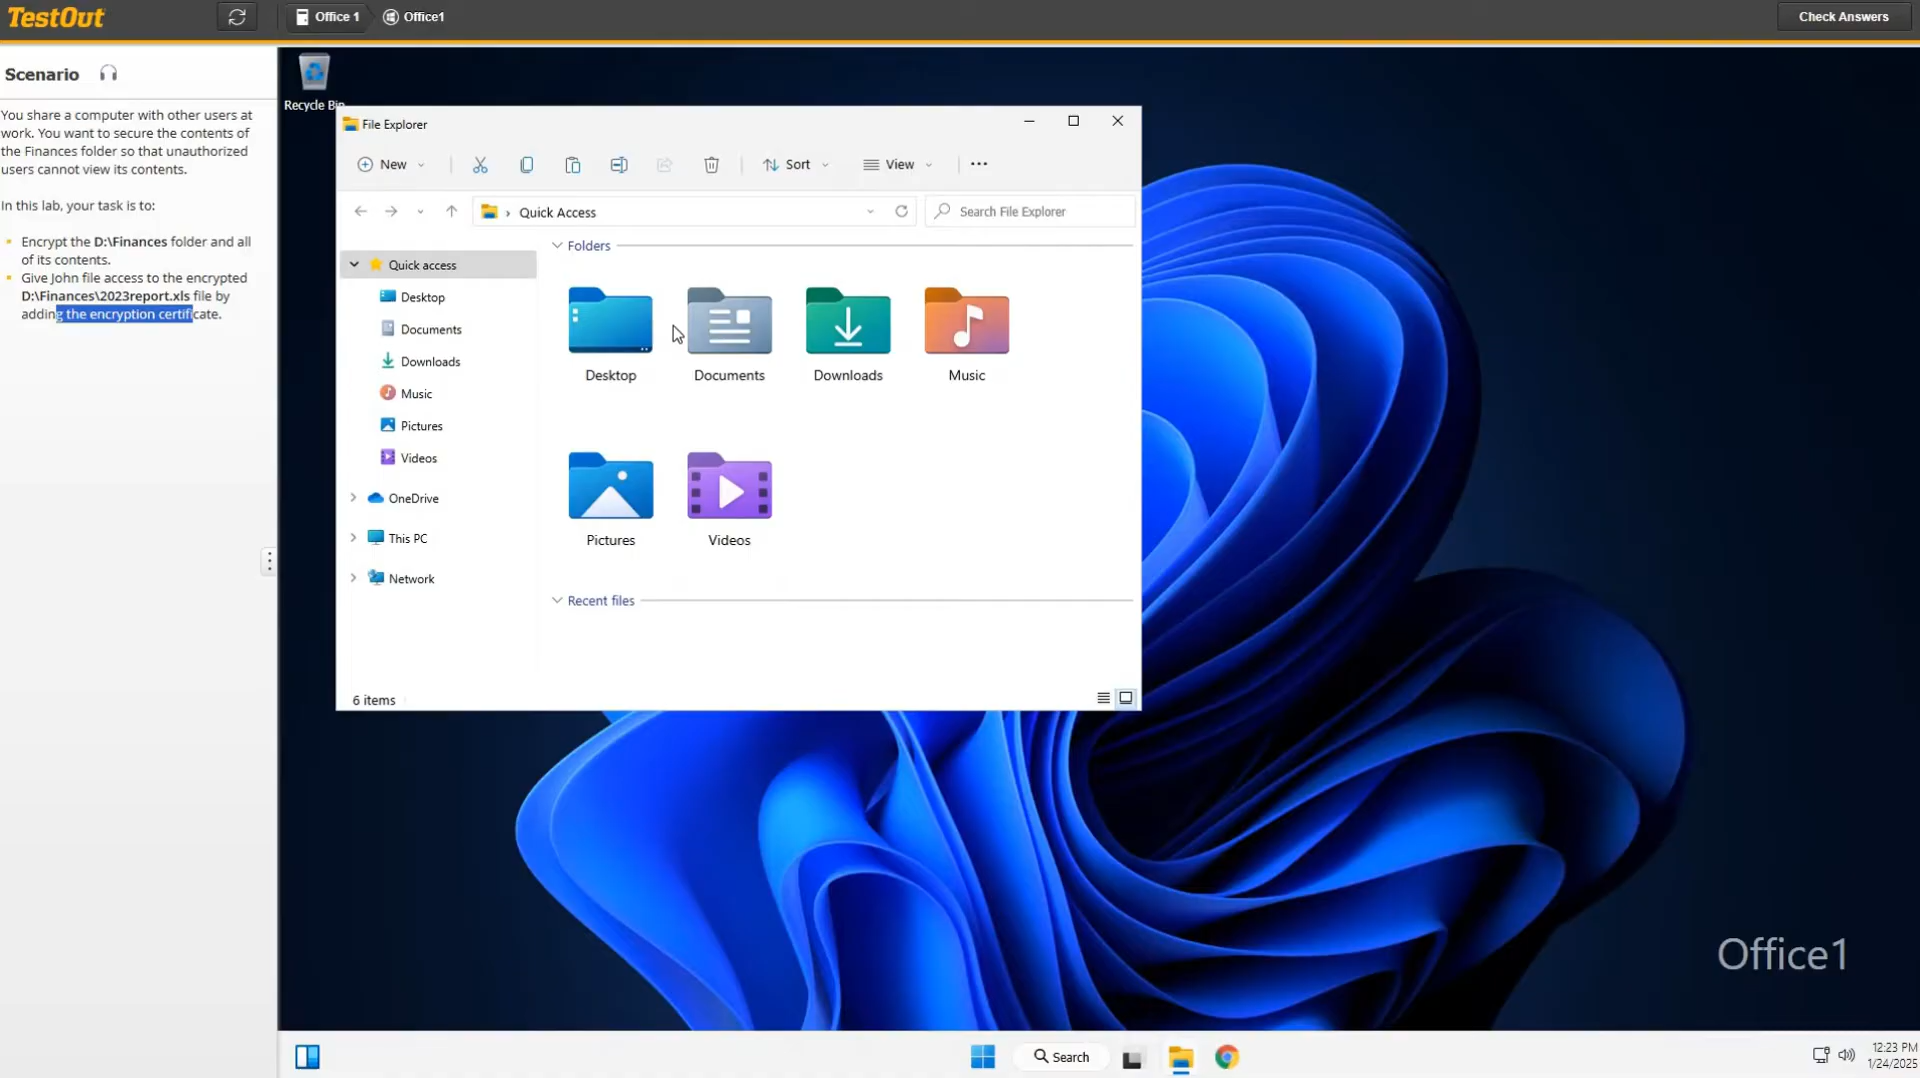 TestOut
Office 1
Office1
Check Answers
Scenario
You share a computer with other users at
work. You want to secure the contents of
the Finances folder so that unauthorized
users cannot view its contents.
In this lab, your task is to:
Encrypt the D:\Finances folder and all
of its contents.
Give John file access to the encrypted
D:\Finances\2023report.xls file by
adding the encryption certificate.
Recycle Bin
File Explorer
New
Sort
View
Quick Access
Search File Explorer
Quick access
Desktop
Documents
Downloads
Music
Pictures
Videos
OneDrive
This PC
Network
Folders
Desktop
Documents
Downloads
Music
Pictures
Videos
Recent files
6 items
Office1
Search
12:23 PM
1/24/2025